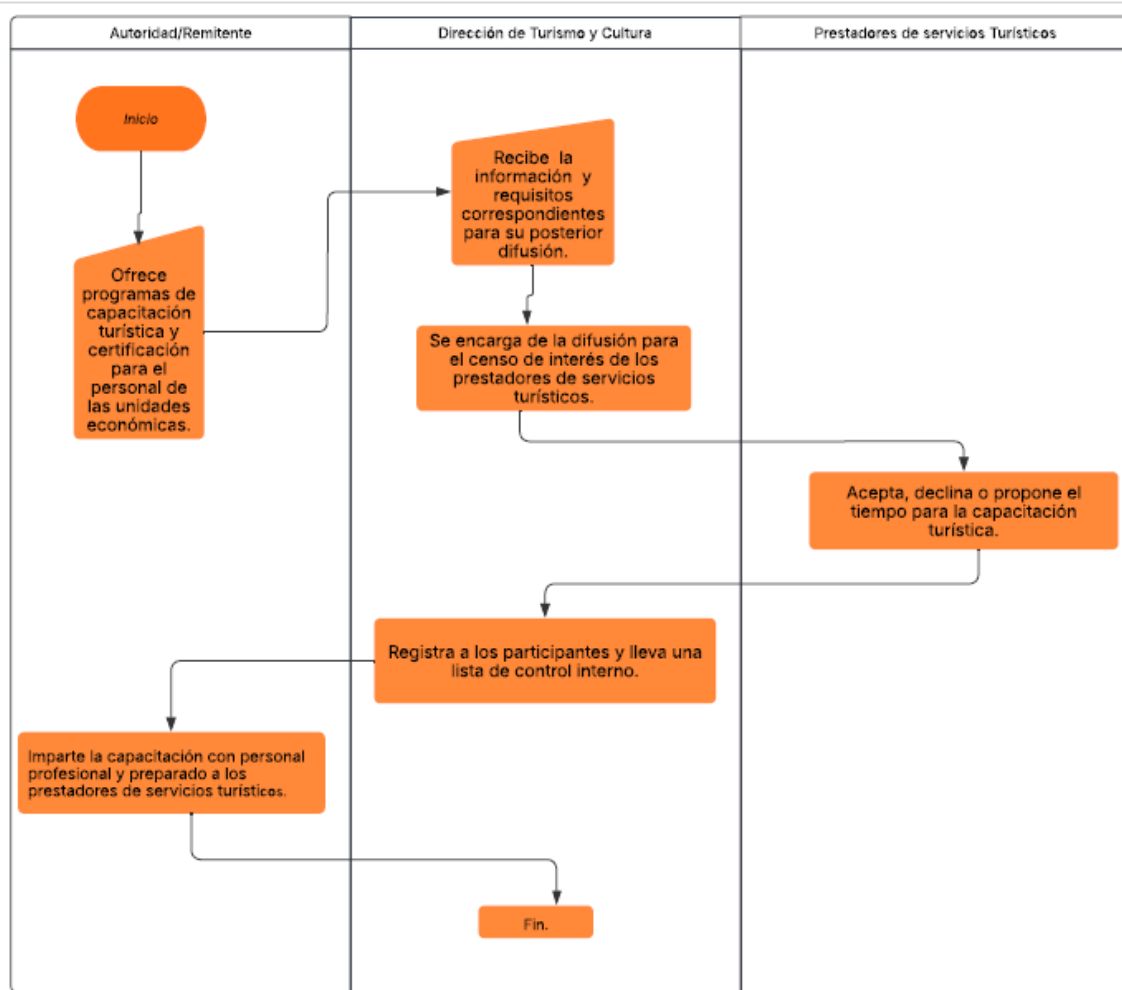 Autoridad/Remitente
Dirección de Turismo y Cultura
Prestadores de servicios Turísticos
Inicio
Recibe la
información y
requisitos
correspondientes
para su posterior
difusión.
Ofrece
programas de
capacitación
turística y
certificación
para el
personal de
las unidades
económicas.
Se encarga de la difusión para
el censo de interés de los
prestadores de servicios
turísticos.
Acepta, declina o propone el
tiempo para la capacitación
turística.
Registra a los participantes y lleva una
lista de control interno.
Imparte la capacitación con personal
profesional y preparado a los
prestadores de servicios turísticos.
Fin.